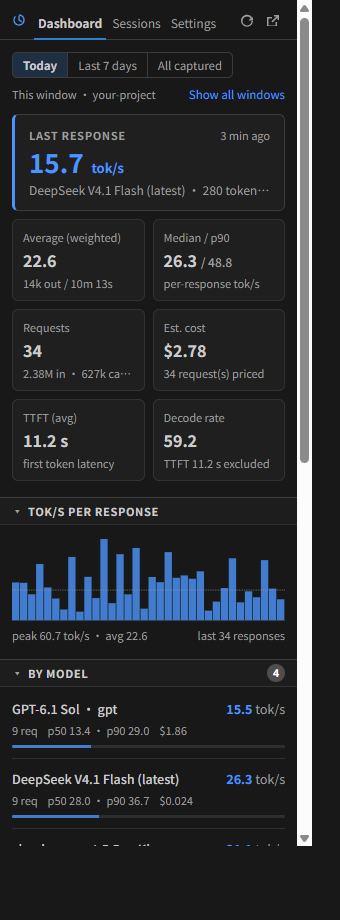 Dashboard Sessions Settings
Today Last 7 days All captured
This window • your-project Show all windows
LAST RESPONSE 3 min ago
15.7 tok/s
DeepSeek V4.1 Flash (latest) • 280 token···
Average (weighted)
22.6
14k out / 10m 13s
Median / p90
26.3 / 48.8
per-response tok/s
Requests
34
2.38M in • 627k ca···
Est. cost
$2.78
34 request(s) priced
TTFT (avg)
11.2 s
first token latency
Decode rate
59.2
TTFT 11.2 s excluded
TOK/S PER RESPONSE
peak 60.7 tok/s • avg 22.6 last 34 responses
BY MODEL 4
GPT-6.1 Sol • gpt 15.5 tok/s
9 req p50 13.4 • p90 29.0 $1.86
DeepSeek V4.1 Flash (latest) 26.3 tok/s
9 req p50 28.0 • p90 36.7 $0.024